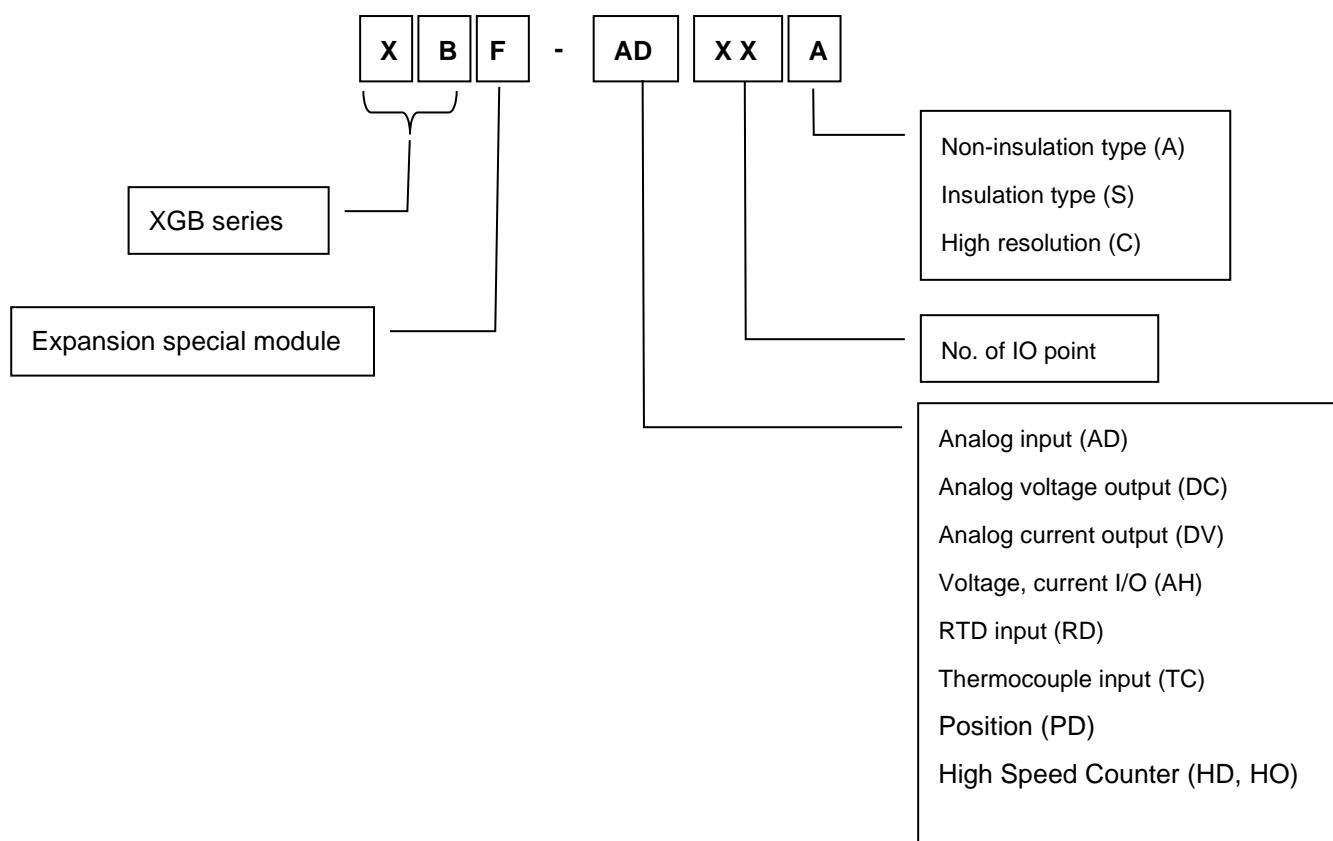 X B F - AD X X A
Non-insulation type (A)
Insulation type (S)
High resolution (C)
XGB series
Expansion special module
No. of IO point
Analog input (AD)
Analog voltage output (DC)
Analog current output (DV)
Voltage, current I/O (AH)
RTD input (RD)
Thermocouple input (TC)
Position (PD)
High Speed Counter (HD, HO)